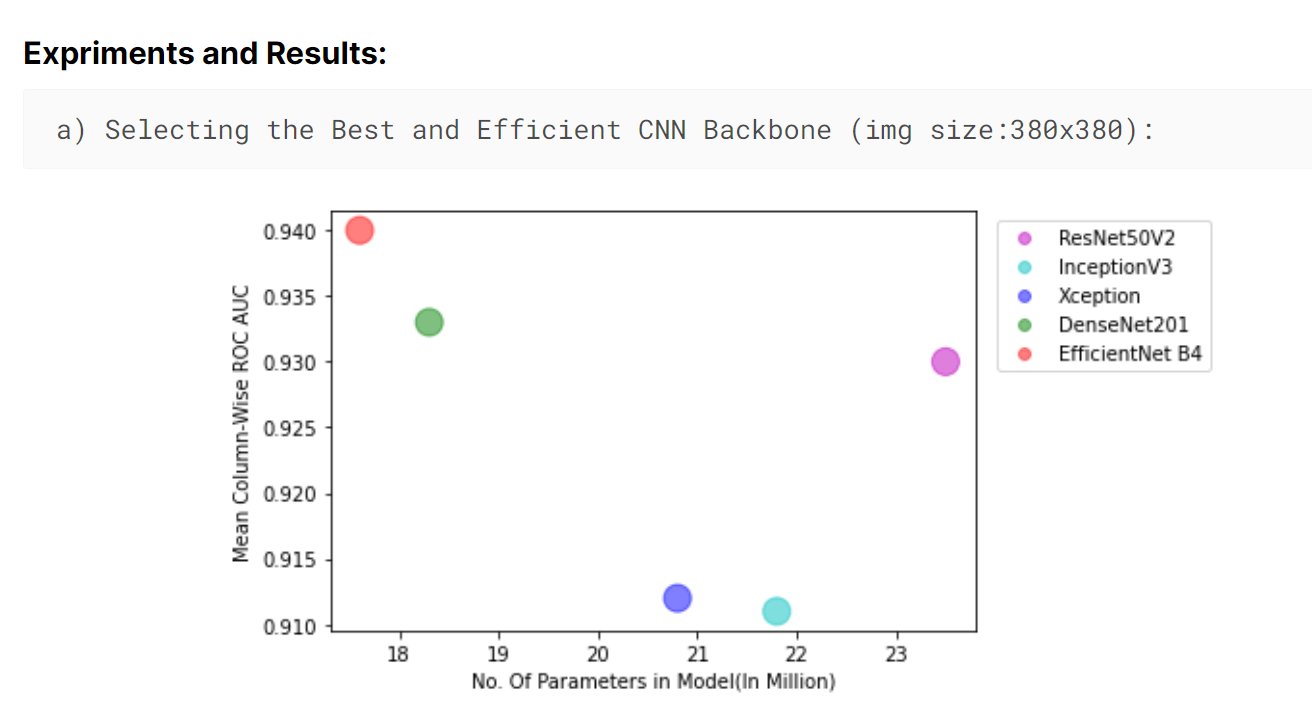 Expriments and Results:
a) Selecting the Best and Efficient CNN Backbone (img size:380x380):
0.940
0.935
0.930
0.925
0.920
0.915
0.910
Mean Column-Wise ROC AUC
18 19 20 21 22 23
No. Of Parameters in Model(In Million)
ResNet50V2
InceptionV3
Xception
DenseNet201
EfficientNet B4